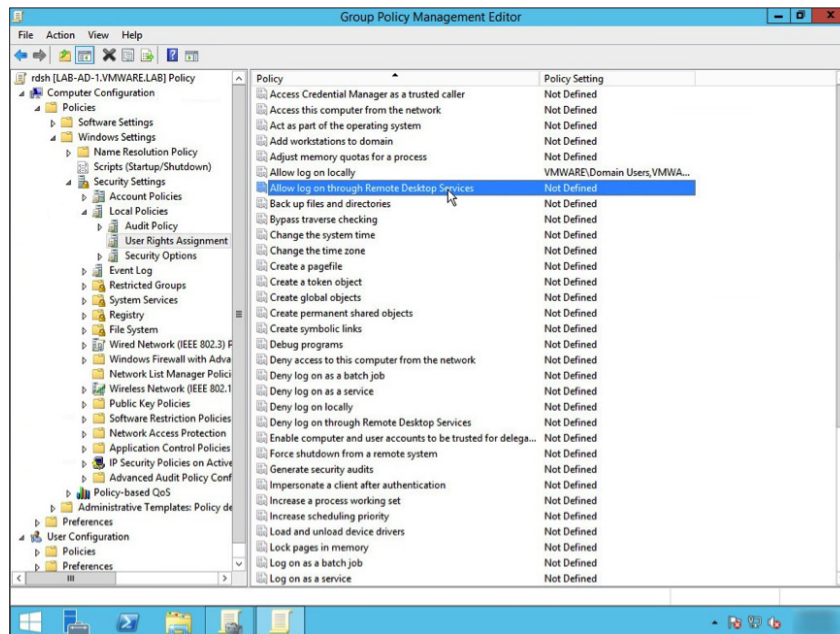 Group Policy Management Editor
File Action View Help
rdsh [LAB-AD-1.VMWARE.LAB] Policy
Computer Configuration
Policies
Software Settings
Windows Settings
Name Resolution Policy
Scripts (Startup/Shutdown)
Security Settings
Account Policies
Local Policies
Audit Policy
User Rights Assignment
Security Options
Event Log
Restricted Groups
System Services
Registry
File System
Wired Network (IEEE 802.3) P
Windows Firewall with Adva
Network List Manager Polici
Wireless Network (IEEE 802.1
Public Key Policies
Software Restriction Policies
Network Access Protection
Application Control Policies
IP Security Policies on Active
Advanced Audit Policy Conf
Policy-based QoS
Administrative Templates: Policy de
Preferences
User Configuration
Policies
Preferences
Policy Policy Setting
Access Credential Manager as a trusted caller Not Defined
Access this computer from the network Not Defined
Act as part of the operating system Not Defined
Add workstations to domain Not Defined
Adjust memory quotas for a process Not Defined
Allow log on locally VMWARE\Domain Users,VMWA...
Allow log on through Remote Desktop Services Not Defined
Back up files and directories Not Defined
Bypass traverse checking Not Defined
Change the system time Not Defined
Change the time zone Not Defined
Create a pagefile Not Defined
Create a token object Not Defined
Create global objects Not Defined
Create permanent shared objects Not Defined
Create symbolic links Not Defined
Debug programs Not Defined
Deny access to this computer from the network Not Defined
Deny log on as a batch job Not Defined
Deny log on as a service Not Defined
Deny log on locally Not Defined
Deny log on through Remote Desktop Services Not Defined
Enable computer and user accounts to be trusted for delega... Not Defined
Force shutdown from a remote system Not Defined
Generate security audits Not Defined
Impersonate a client after authentication Not Defined
Increase a process working set Not Defined
Increase scheduling priority Not Defined
Load and unload device drivers Not Defined
Lock pages in memory Not Defined
Log on as a batch job Not Defined
Log on as a service Not Defined